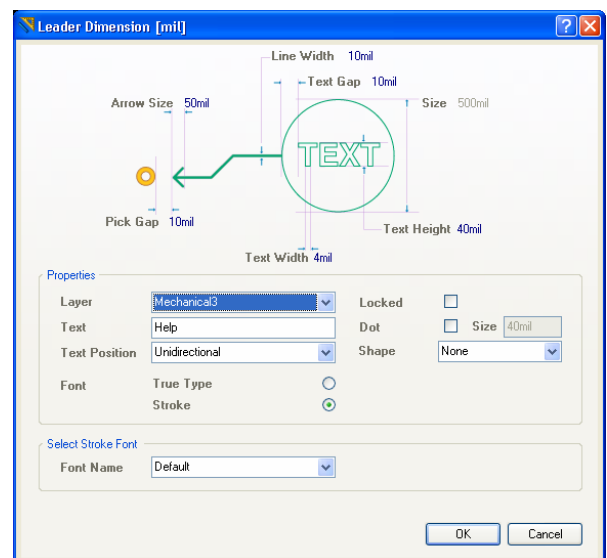 Leader Dimension [mil]
Line Width 10mil
Text Gap 10mil
Arrow Size 50mil
Size 500mil
TEXT
Pick Gap 10mil
Text Height 40mil
Text Width 4mil
Properties
Layer Mechanical3 Locked
Text Help Dot Size 40mil
Text Position Unidirectional Shape None
Font True Type
Stroke
Select Stroke Font
Font Name Default
OK Cancel